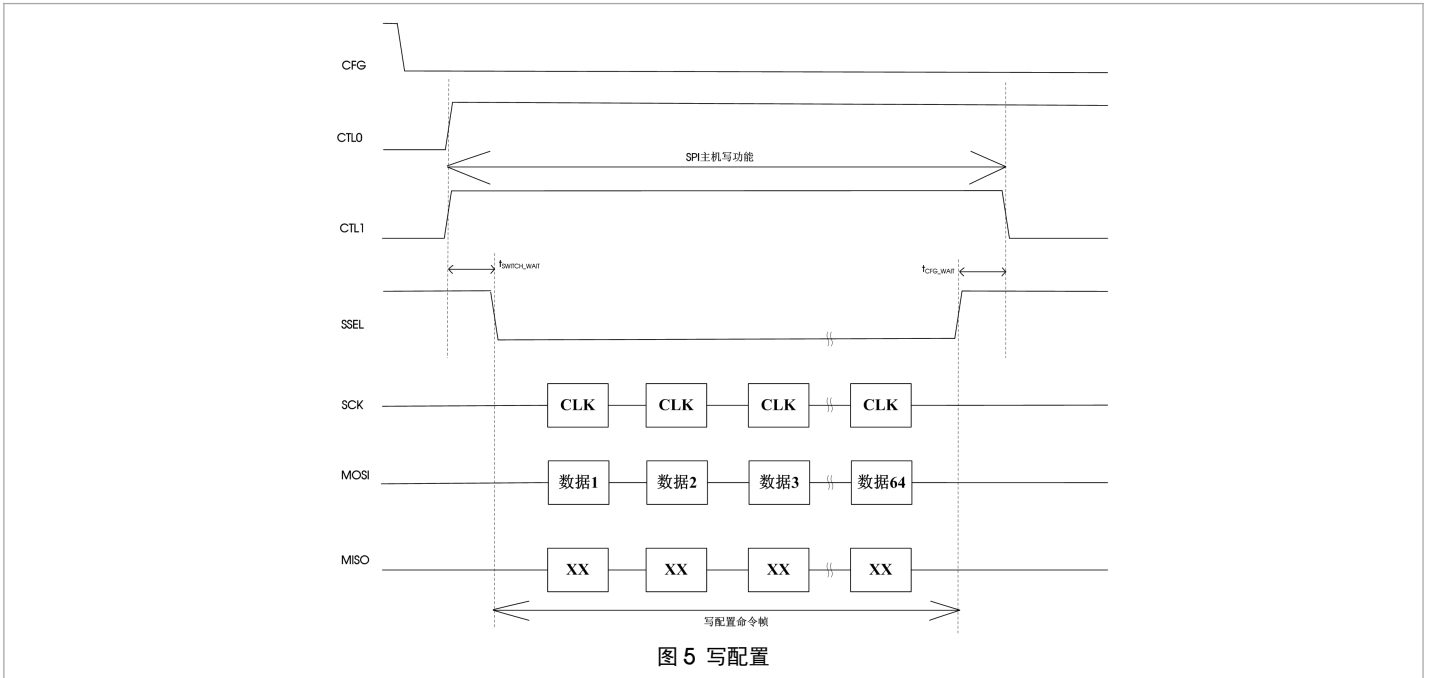 CFG
CTL0
SPI主机写功能
CTL1
tSWITCH_WAIT
tCFG_WAIT
SSEL
SCK
CLK CLK CLK CLK
MOSI
数据1 数据2 数据3 数据64
MISO
XX XX XX XX
写配置命令帧
图 5 写配置